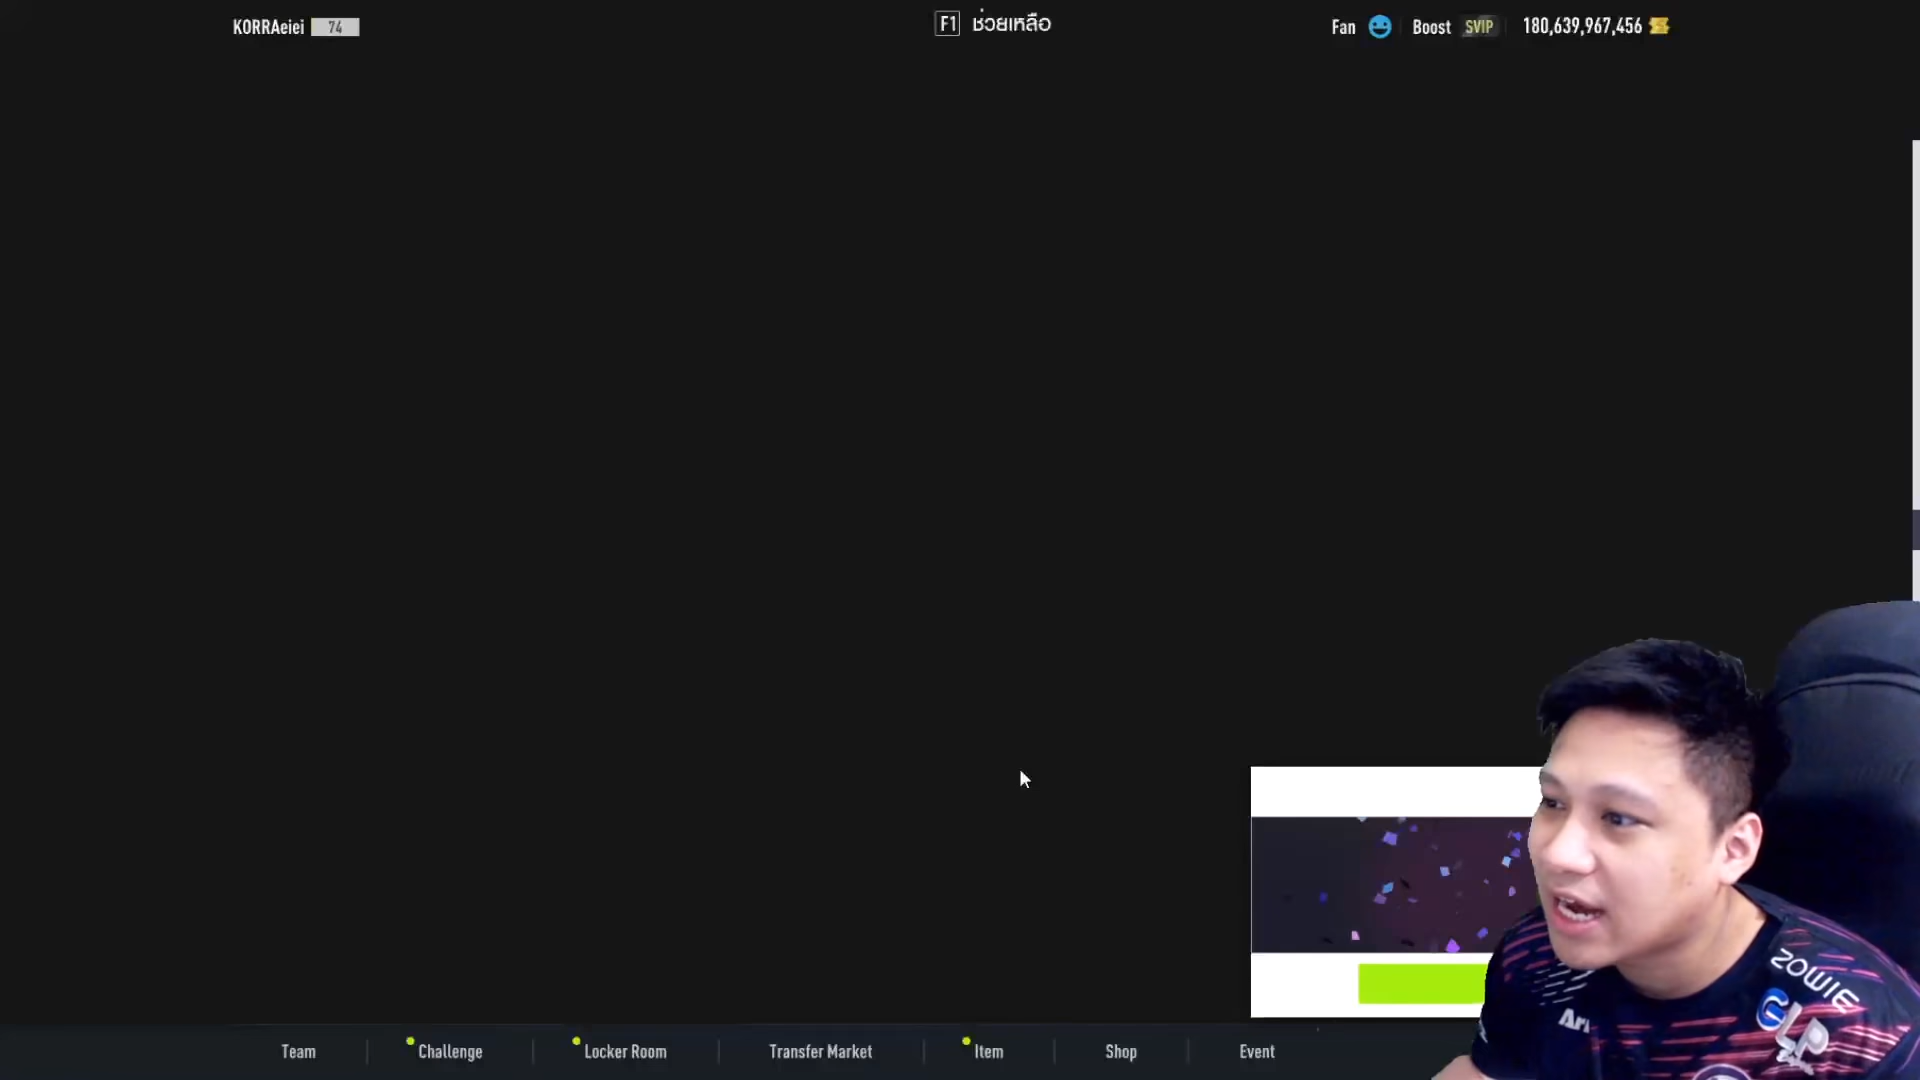 KORRAeiei 74
F1 ช่วยเหลือ
Fan Boost SVIP 180,639,967,456
Team
Challenge
Locker Room
Transfer Market
Item
Shop
Event
ZOWIE